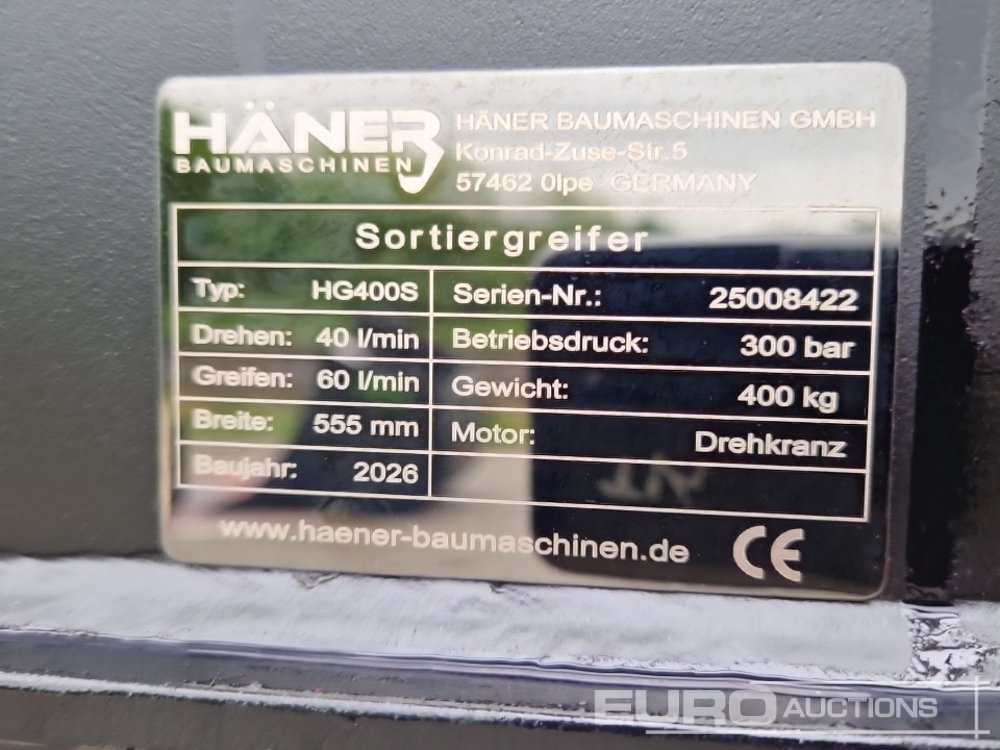 HÄNER
BAUMASCHINEN
HÄNER BAUMASCHINEN GMBH
Konrad-Zuse-Str.5
57462 Olpe GERMANY
Sortiergreifer
Typ: HG400S
Serien-Nr.: 25008422
Drehen: 40 l/min
Betriebsdruck: 300 bar
Greifen: 60 l/min
Gewicht: 400 kg
Breite: 555 mm
Motor: Drehkranz
Baujahr: 2026
www.haener-baumaschinen.de
CE
EURO AUCTIONS